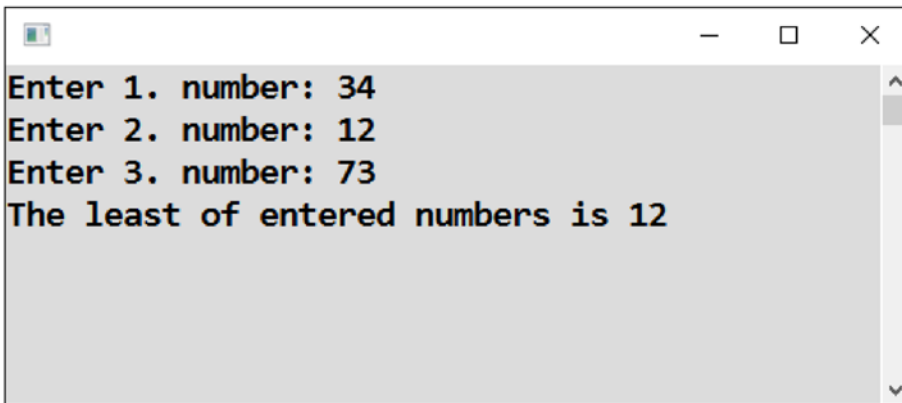 Enter 1. number: 34
Enter 2. number: 12
Enter 3. number: 73
The least of entered numbers is 12